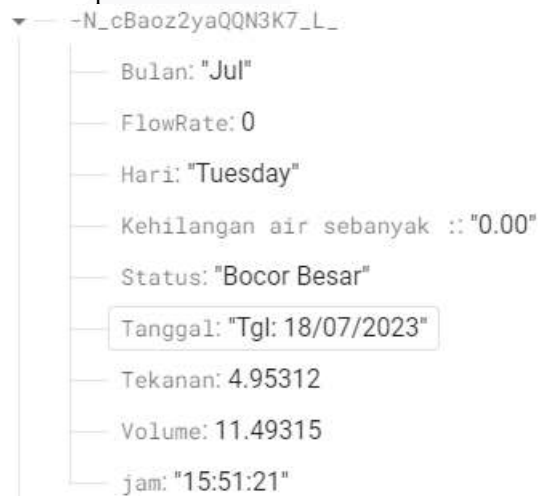 -N_cBaoz2yaQQN3K7_L_
Bulan: "Jul"
FlowRate: 0
Hari: "Tuesday"
Kehilangan air sebanyak :: "0.00"
Status: "Bocor Besar"
Tanggal: "Tgl: 18/07/2023"
Tekanan: 4.95312
Volume: 11.49315
jam: "15:51:21"